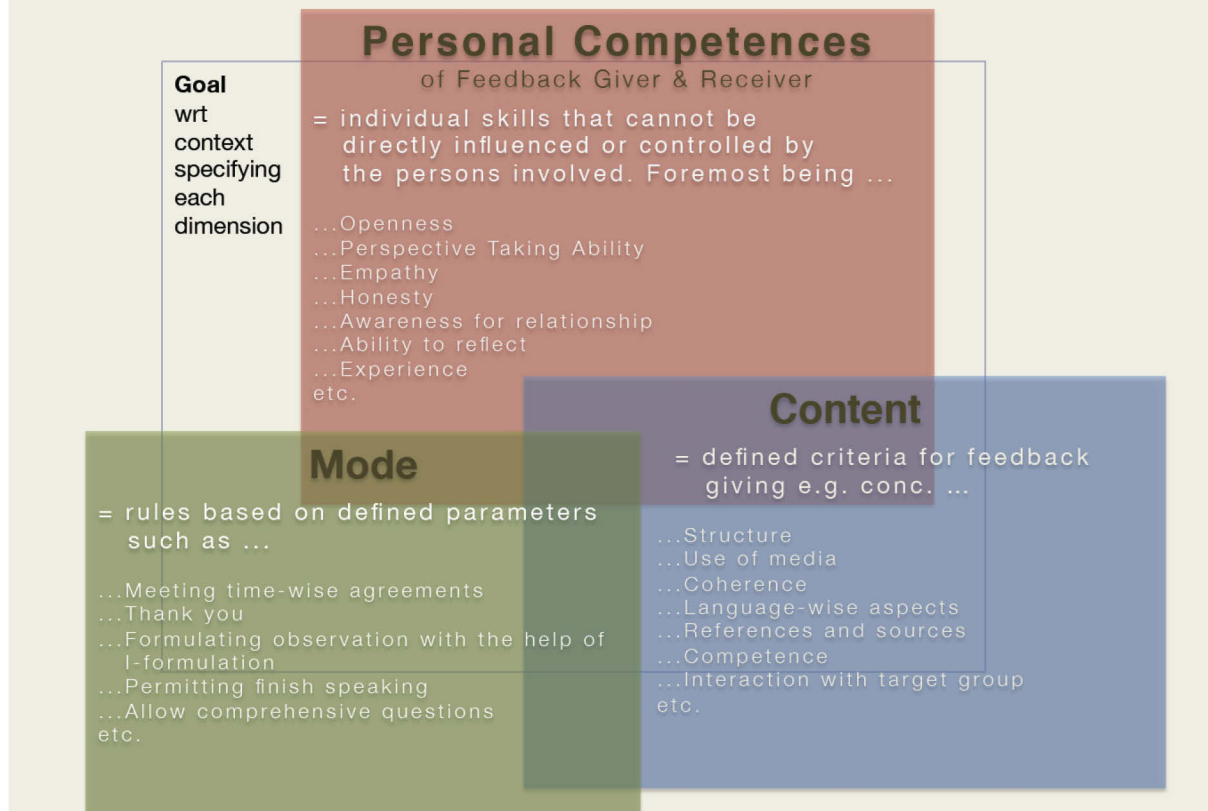 Personal Competences
of Feedback Giver & Receiver
Goal
wrt
context
specifying
each
dimension
= individual skills that cannot be
directly influenced or controlled by
the persons involved. Foremost being ...
...Openness
...Perspective Taking Ability
...Empathy
...Honesty
...Awareness for relationship
...Ability to reflect
...Experience
etc.
Content
= defined criteria for feedback
giving e.g. conc. ...
...Structure
...Use of media
...Coherence
...Language-wise aspects
...References and sources
...Competence
...Interaction with target group
etc.
Mode
= rules based on defined parameters
such as ...
...Meeting time-wise agreements
...Thank you
...Formulating observation with the help of
I-formulation
...Permitting finish speaking
...Allow comprehensive questions
etc.